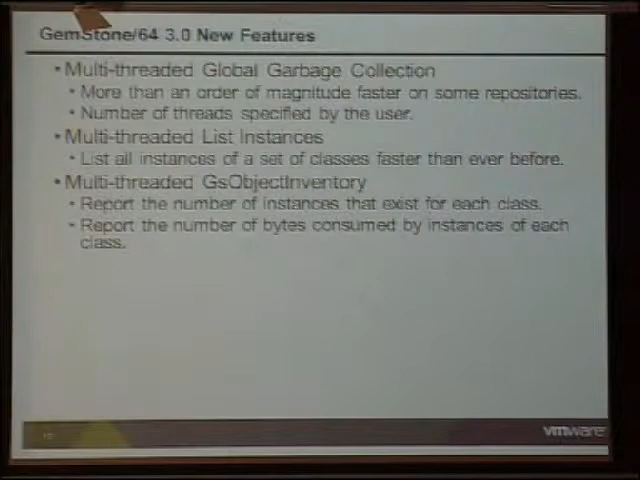 GemStone/64 3.0 New Features
• Multi-threaded Global Garbage Collection
• More than an order of magnitude faster on some repositories.
• Number of threads specified by the user.
• Multi-threaded List Instances
• List all instances of a set of classes faster than ever before.
• Multi-threaded GsObjectInventory
• Report the number of instances that exist for each class.
• Report the number of bytes consumed by instances of each
class.
vmware